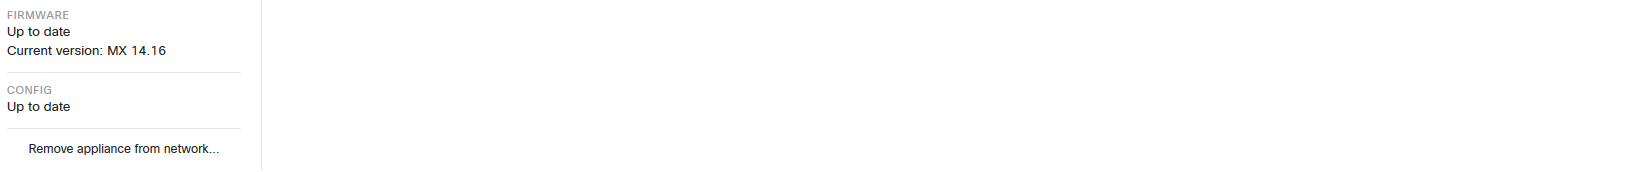 FIRMWARE
Up to date
Current version: MX 14.16
CONFIG
Up to date
Remove appliance from network...